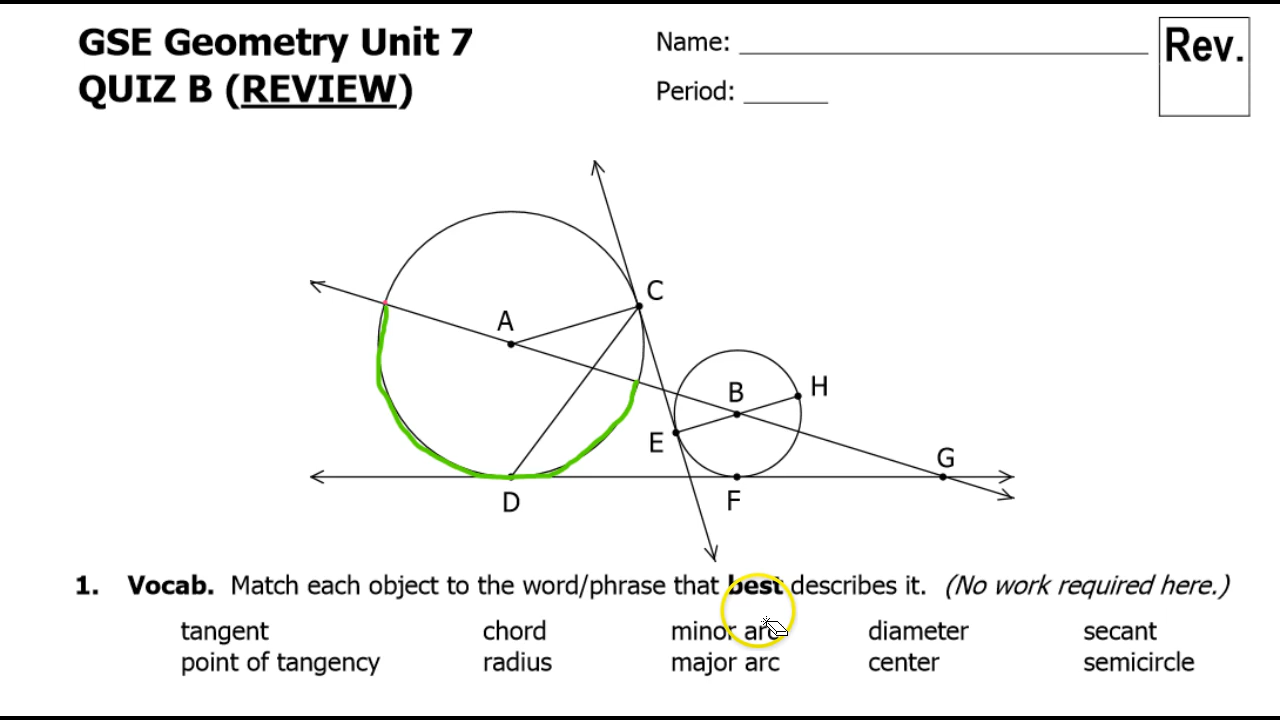 GSE Geometry Unit 7
QUIZ B (REVIEW)
Name: ____________________
Period: ______
Rev.
C
A
H
B
E
G
D
F
1. Vocab. Match each object to the word/phrase that best describes it. (No work required here.)
tangent chord minor arc diameter secant
point of tangency radius major arc center semicircle